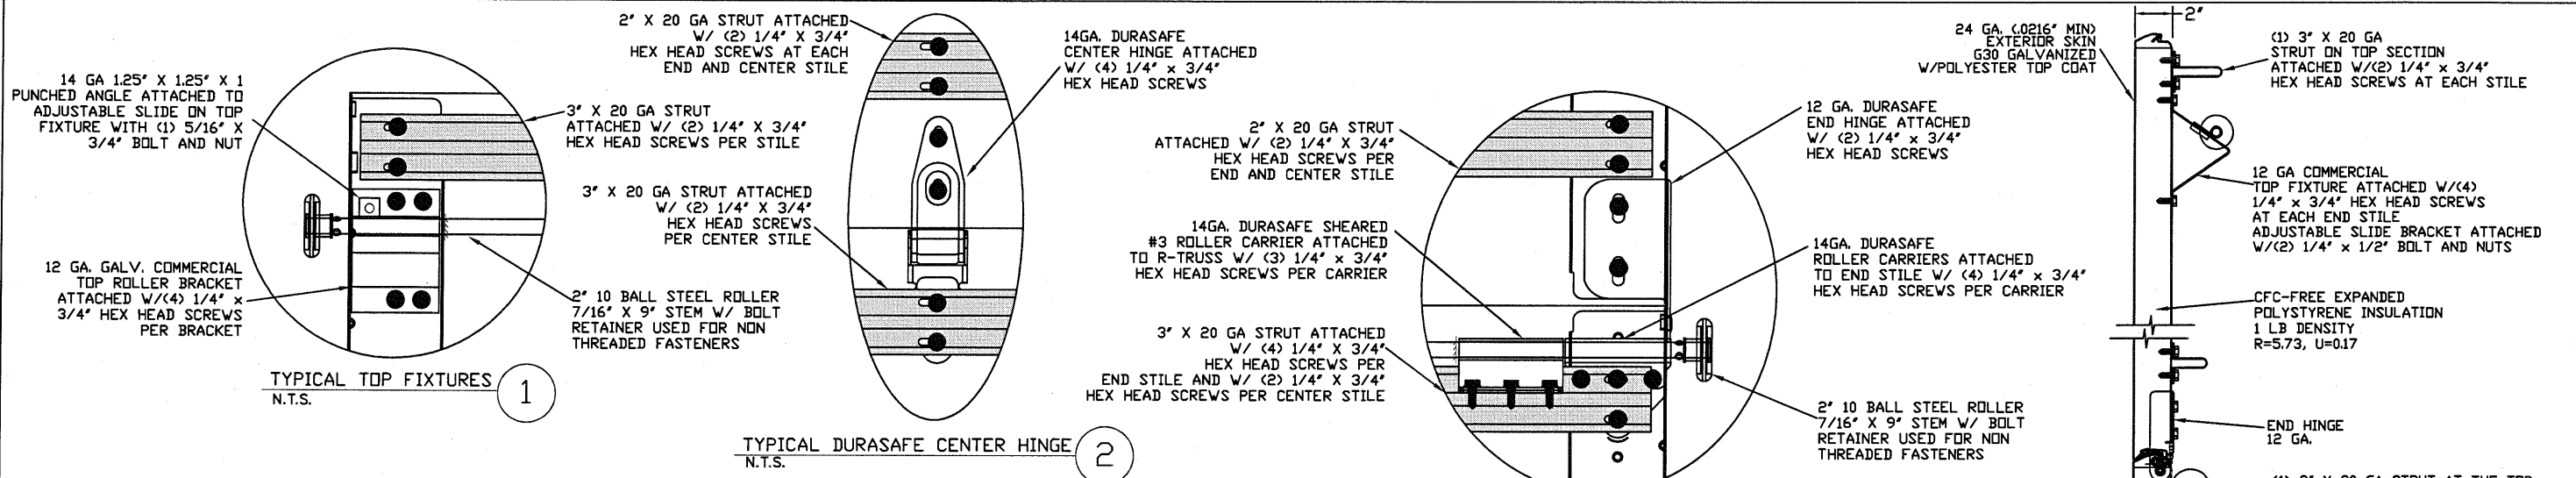 14 GA 1.25" X 1.25" X 1
PUNCHED ANGLE ATTACHED TO
ADJUSTABLE SLIDE ON TOP
FIXTURE WITH (1) 5/16" X
3/4" BOLT AND NUT
12 GA. GALV. COMMERCIAL
TOP ROLLER BRACKET
ATTACHED W/(4) 1/4" x
3/4" HEX HEAD SCREWS
PER BRACKET
3" X 20 GA STRUT
ATTACHED W/ (2) 1/4" X 3/4"
HEX HEAD SCREWS PER STILE
2" 10 BALL STEEL ROLLER
7/16" X 9" STEM W/ BOLT
RETAINER USED FOR NON
THREADED FASTENERS
TYPICAL TOP FIXTURES
N.T.S.
1
2" X 20 GA STRUT ATTACHED
W/ (2) 1/4" X 3/4"
HEX HEAD SCREWS AT EACH
END AND CENTER STILE
3" X 20 GA STRUT ATTACHED
W/ (2) 1/4" X 3/4"
HEX HEAD SCREWS
PER CENTER STILE
14GA. DURASAFE
CENTER HINGE ATTACHED
W/ (4) 1/4" x 3/4"
HEX HEAD SCREWS
TYPICAL DURASAFE CENTER HINGE
N.T.S.
2
2" X 20 GA STRUT
ATTACHED W/ (2) 1/4" X 3/4"
HEX HEAD SCREWS PER
END AND CENTER STILE
14GA. DURASAFE SHEARED
#3 ROLLER CARRIER ATTACHED
TO R-TRUSS W/ (3) 1/4" x 3/4"
HEX HEAD SCREWS PER CARRIER
3" X 20 GA STRUT ATTACHED
W/ (4) 1/4" X 3/4"
HEX HEAD SCREWS PER
END STILE AND W/ (2) 1/4" X 3/4"
HEX HEAD SCREWS PER CENTER STILE
12 GA. DURASAFE
END HINGE ATTACHED
W/ (2) 1/4" x 3/4"
HEX HEAD SCREWS
14GA. DURASAFE
ROLLER CARRIERS ATTACHED
TO END STILE W/ (4) 1/4" x 3/4"
HEX HEAD SCREWS PER CARRIER
2" 10 BALL STEEL ROLLER
7/16" X 9" STEM W/ BOLT
RETAINER USED FOR NON
THREADED FASTENERS
24 GA. (.0216" MIN)
EXTERIOR SKIN
G30 GALVANIZED
W/POLYESTER TOP COAT
2"
(1) 3" X 20 GA
STRUT ON TOP SECTION
ATTACHED W/(2) 1/4" x 3/4"
HEX HEAD SCREWS AT EACH STILE
12 GA COMMERCIAL
TOP FIXTURE ATTACHED W/(4)
1/4" x 3/4" HEX HEAD SCREWS
AT EACH END STILE
ADJUSTABLE SLIDE BRACKET ATTACHED
W/(2) 1/4" x 1/2" BOLT AND NUTS
CFC-FREE EXPANDED
POLYSTYRENE INSULATION
1 LB DENSITY
R=5.73, U=0.17
END HINGE
12 GA.